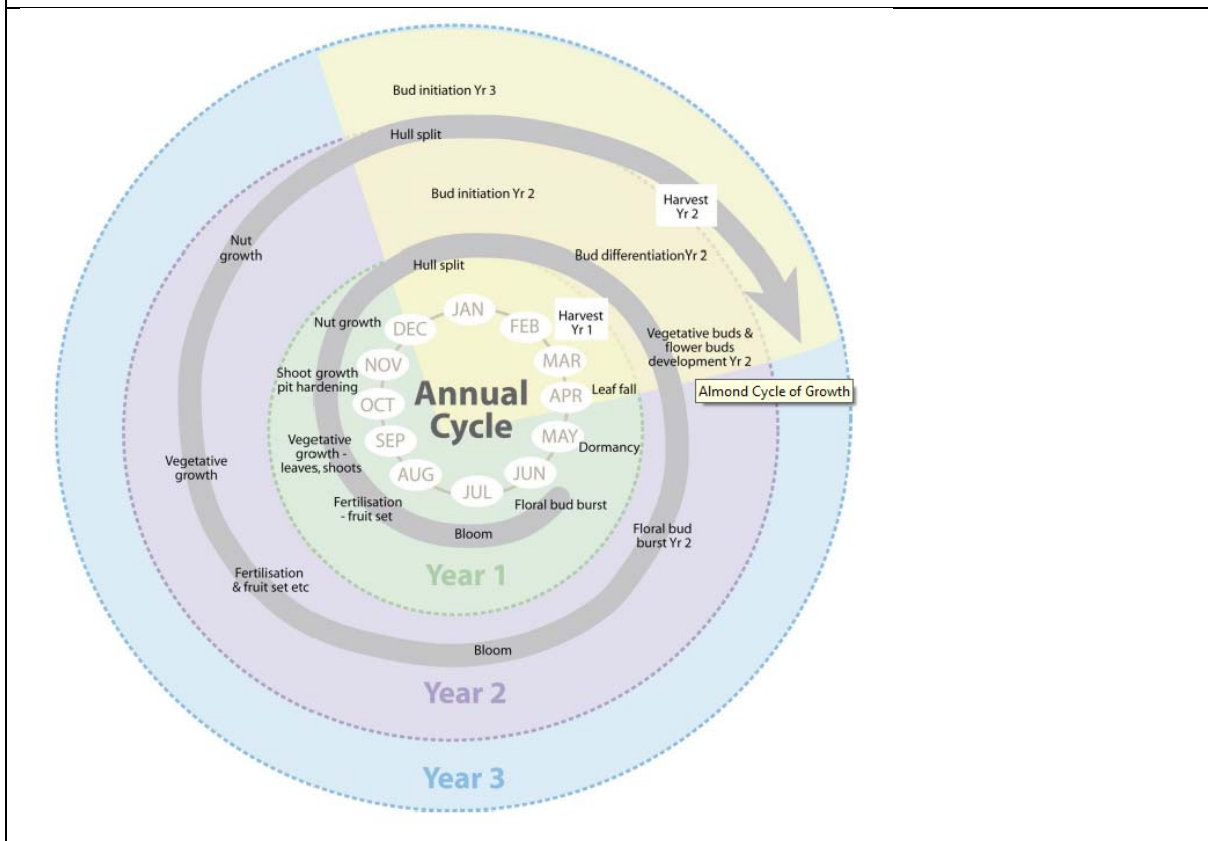 Bud initiation Yr 3
Hull split
Bud initiation Yr 2
Harvest
Yr 2
Nut
growth
Bud differentiationYr 2
Hull split
JAN
Harvest
Yr 1
Nut growth
DEC
FEB
Vegetative buds &
flower buds
development Yr 2
NOV
MAR
Shoot growth
pit hardening
Annual
Cycle
Leaf fall
Almond Cycle of Growth
OCT
APR
Vegetative
growth -
leaves, shoots
SEP
MAY
Dormancy
Vegetative
growth
AUG
JUN
JUL
Fertilisation
- fruit set
Floral bud burst
Bloom
Floral bud
burst Yr 2
Year 1
Fertilisation
& fruit set etc
Bloom
Year 2
Year 3